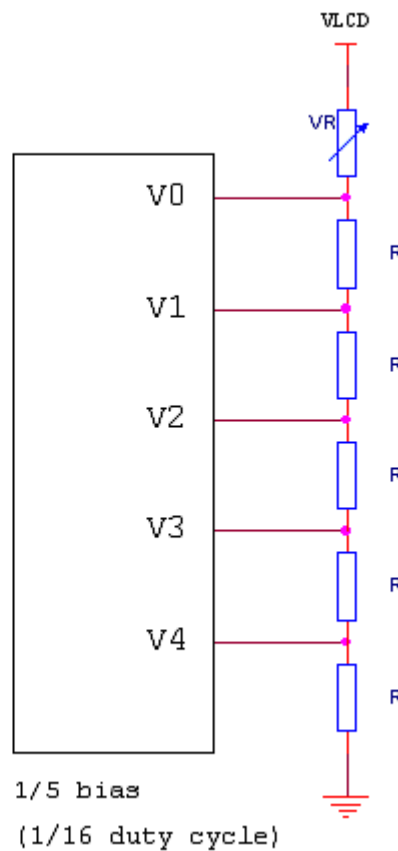 VLCD
VR
V0
R
V1
R
V2
R
V3
R
V4
R
1/5 bias
(1/16 duty cycle)